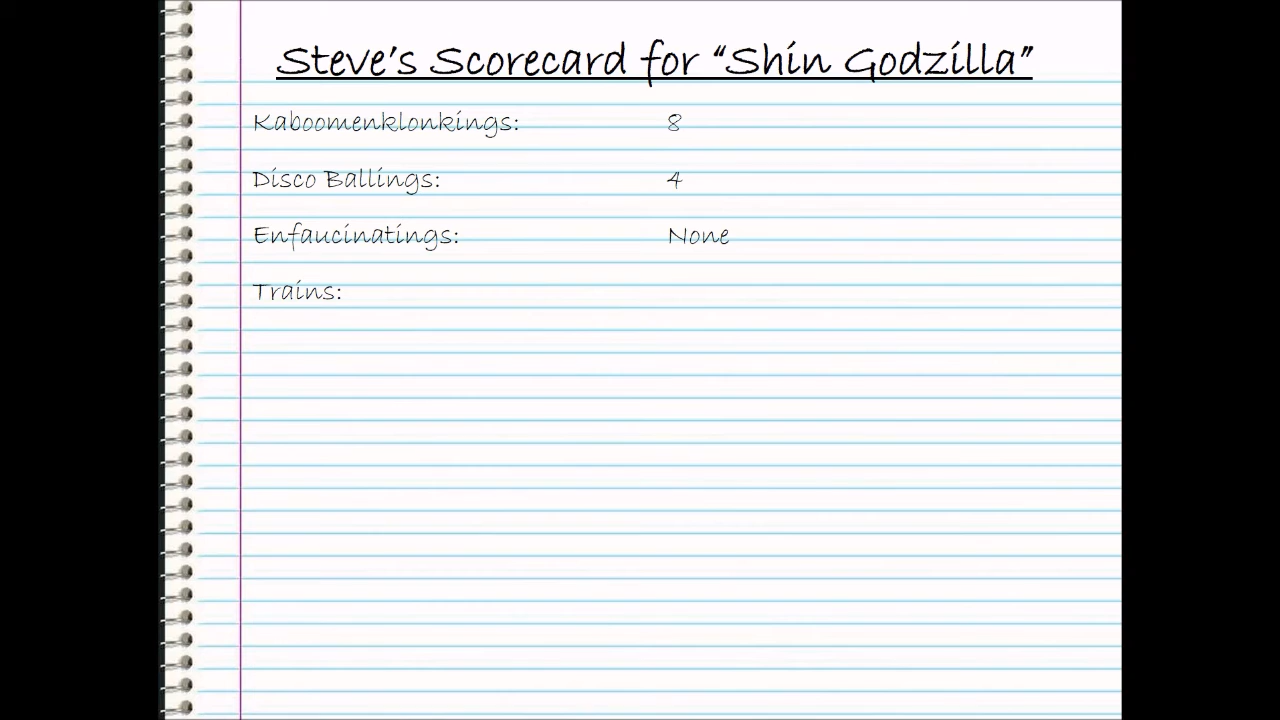 Steve's Scorecard for “Shin Godzilla”
Kaboomenklonkings: 8
Disco Ballings: 4
Enfaucinatings: None
Trains: